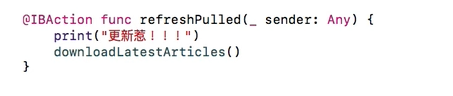 @IBAction func refreshPulled(_ sender: Any) {
    print("更新惹！！！")
    downloadLatestArticles()
}